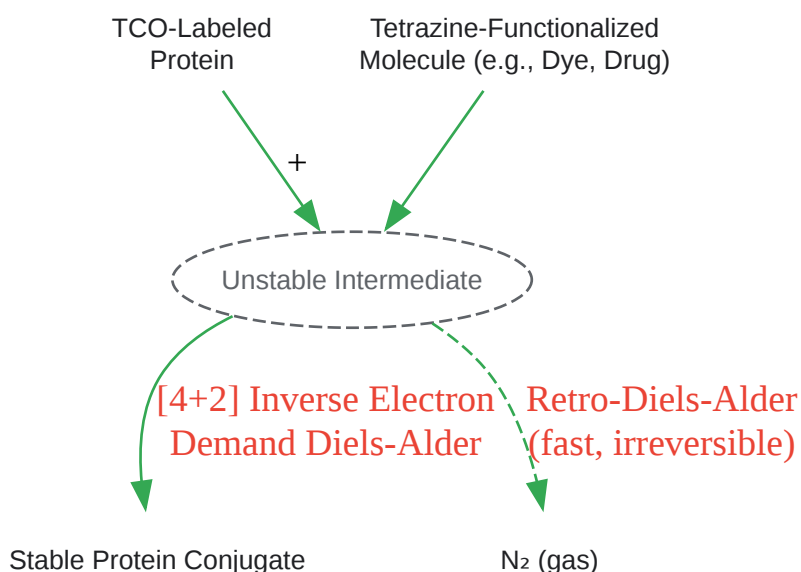 TCO-Labeled
Protein
Tetrazine-Functionalized
Molecule (e.g., Dye, Drug)
+
Unstable Intermediate
[4+2] Inverse Electron
Demand Diels-Alder
Retro-Diels-Alder
(fast, irreversible)
Stable Protein Conjugate
N₂ (gas)